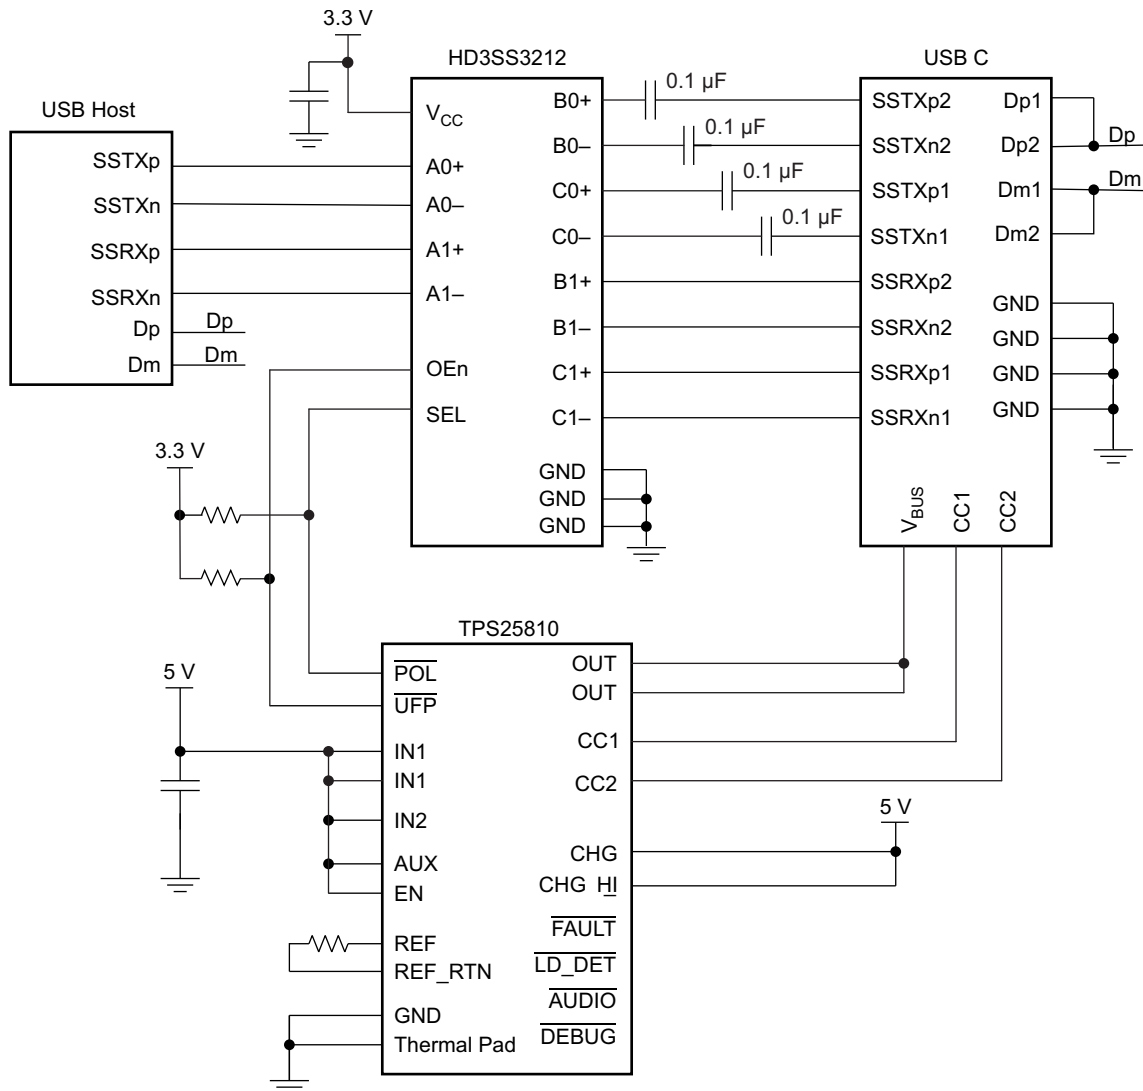 3.3 V
HD3SS3212
USB C
USB Host
0.1 µF
0.1 µF
0.1 µF
0.1 µF
SSTXp
SSTXn
SSRXp
SSRXn
Dp
Dm
Dp
Dm
VCC
A0+
A0–
A1+
A1–
OEn
SEL
B0+
B0–
C0+
C0–
B1+
B1–
C1+
C1–
GND
GND
GND
SSTXp2
SSTXn2
SSTXp1
SSTXn1
SSRXp2
SSRXn2
SSRXp1
SSRXn1
Dp1
Dp2
Dm1
Dm2
GND
GND
GND
GND
Dp
Dm
VBUS
CC1
CC2
3.3 V
TPS25810
5 V
POL
UFP
IN1
IN1
IN2
AUX
EN
REF
REF_RTN
GND
Thermal Pad
OUT
OUT
CC1
CC2
CHG
CHG_HI
FAULT
LD_DET
AUDIO
DEBUG
5 V